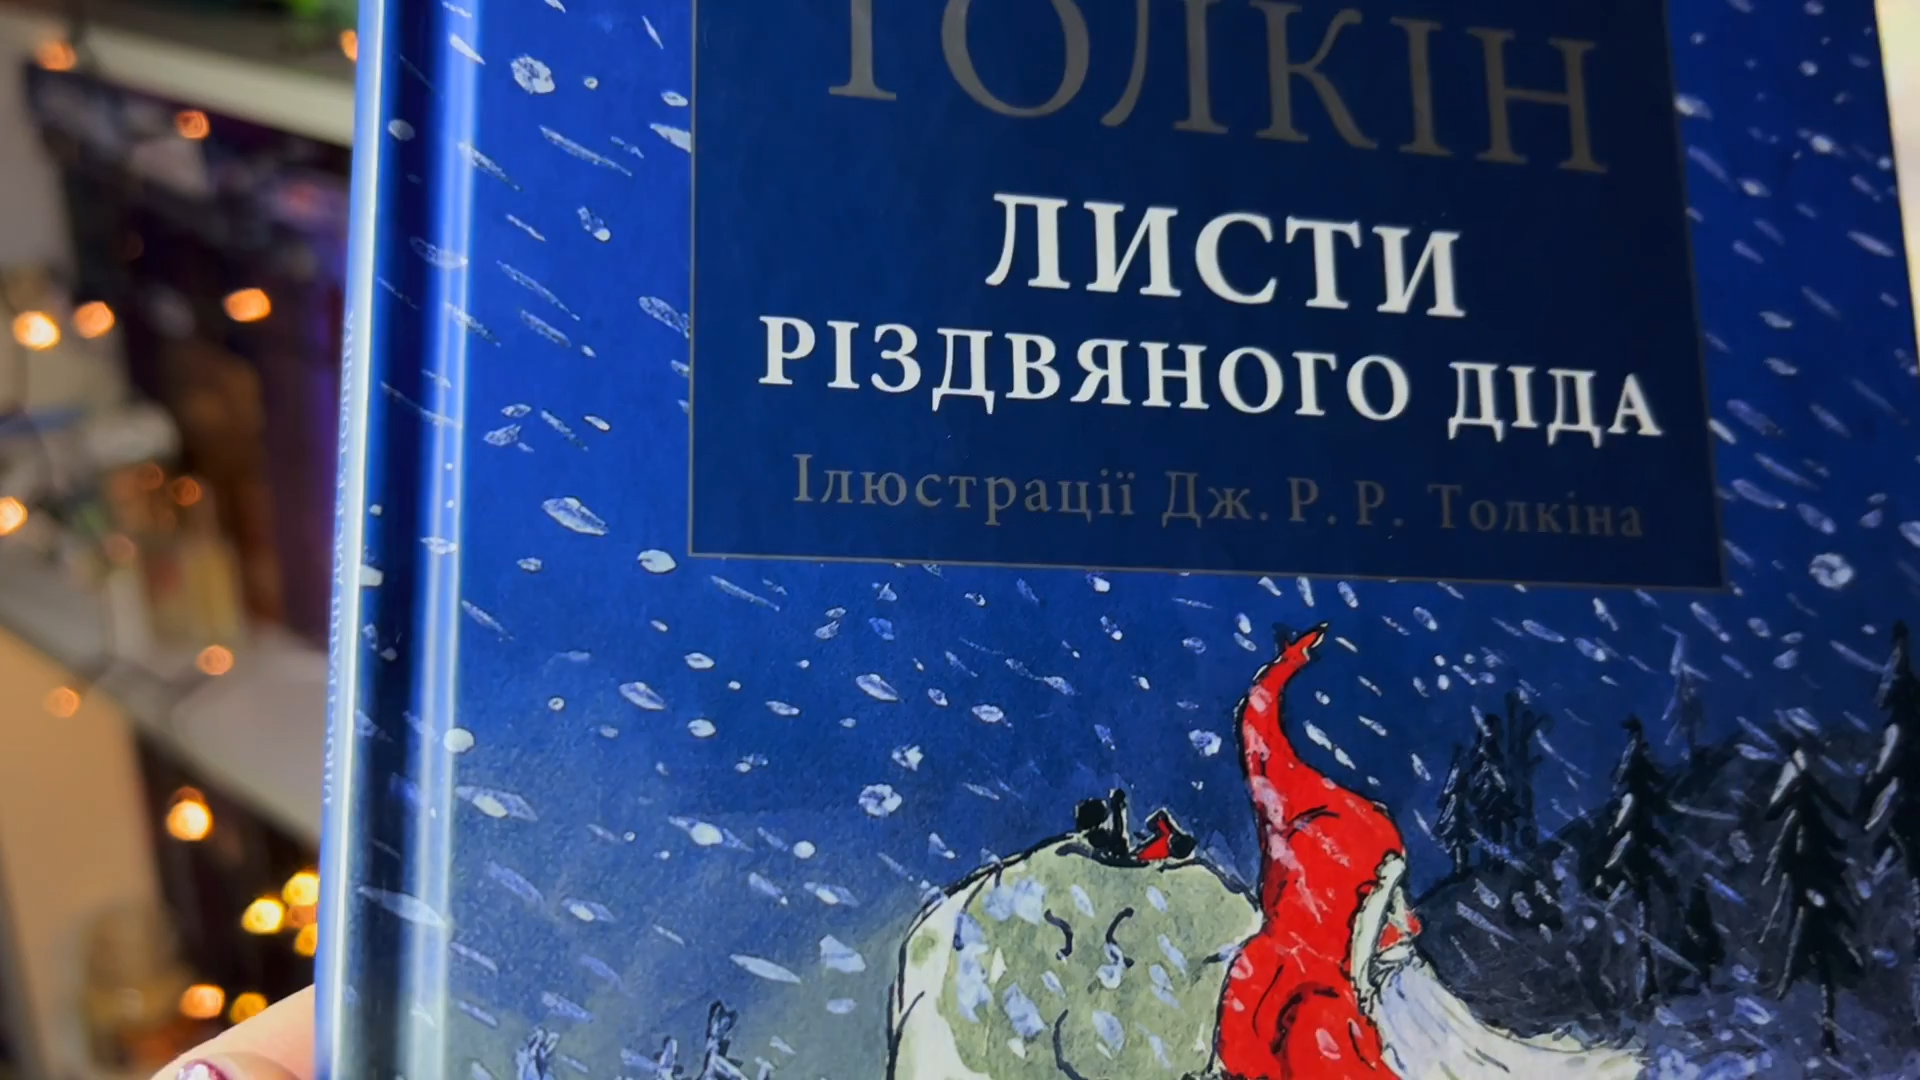 ТОЛКІН
ЛИСТИ
РІЗДВЯНОГО ДІДА
Ілюстрації Дж. Р. Р. Толкіна